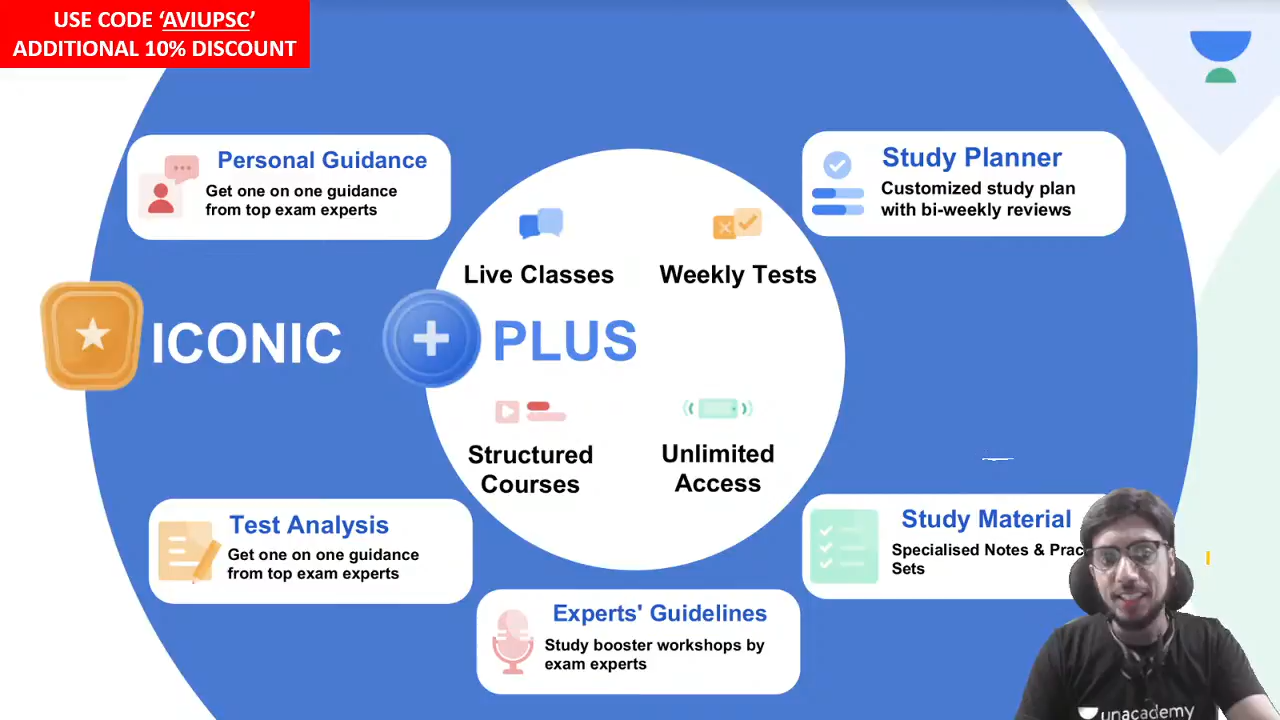 USE CODE ‘AVIUPSC’
ADDITIONAL 10% DISCOUNT
Personal Guidance
Get one on one guidance
from top exam experts
Study Planner
Customized study plan
with bi-weekly reviews
Live Classes
Weekly Tests
ICONIC
PLUS
Structured
Courses
Unlimited
Access
Test Analysis
Get one on one guidance
from top exam experts
Study Material
Specialised Notes &
Sets
Experts' Guidelines
Study booster workshops by
exam experts
unacademy